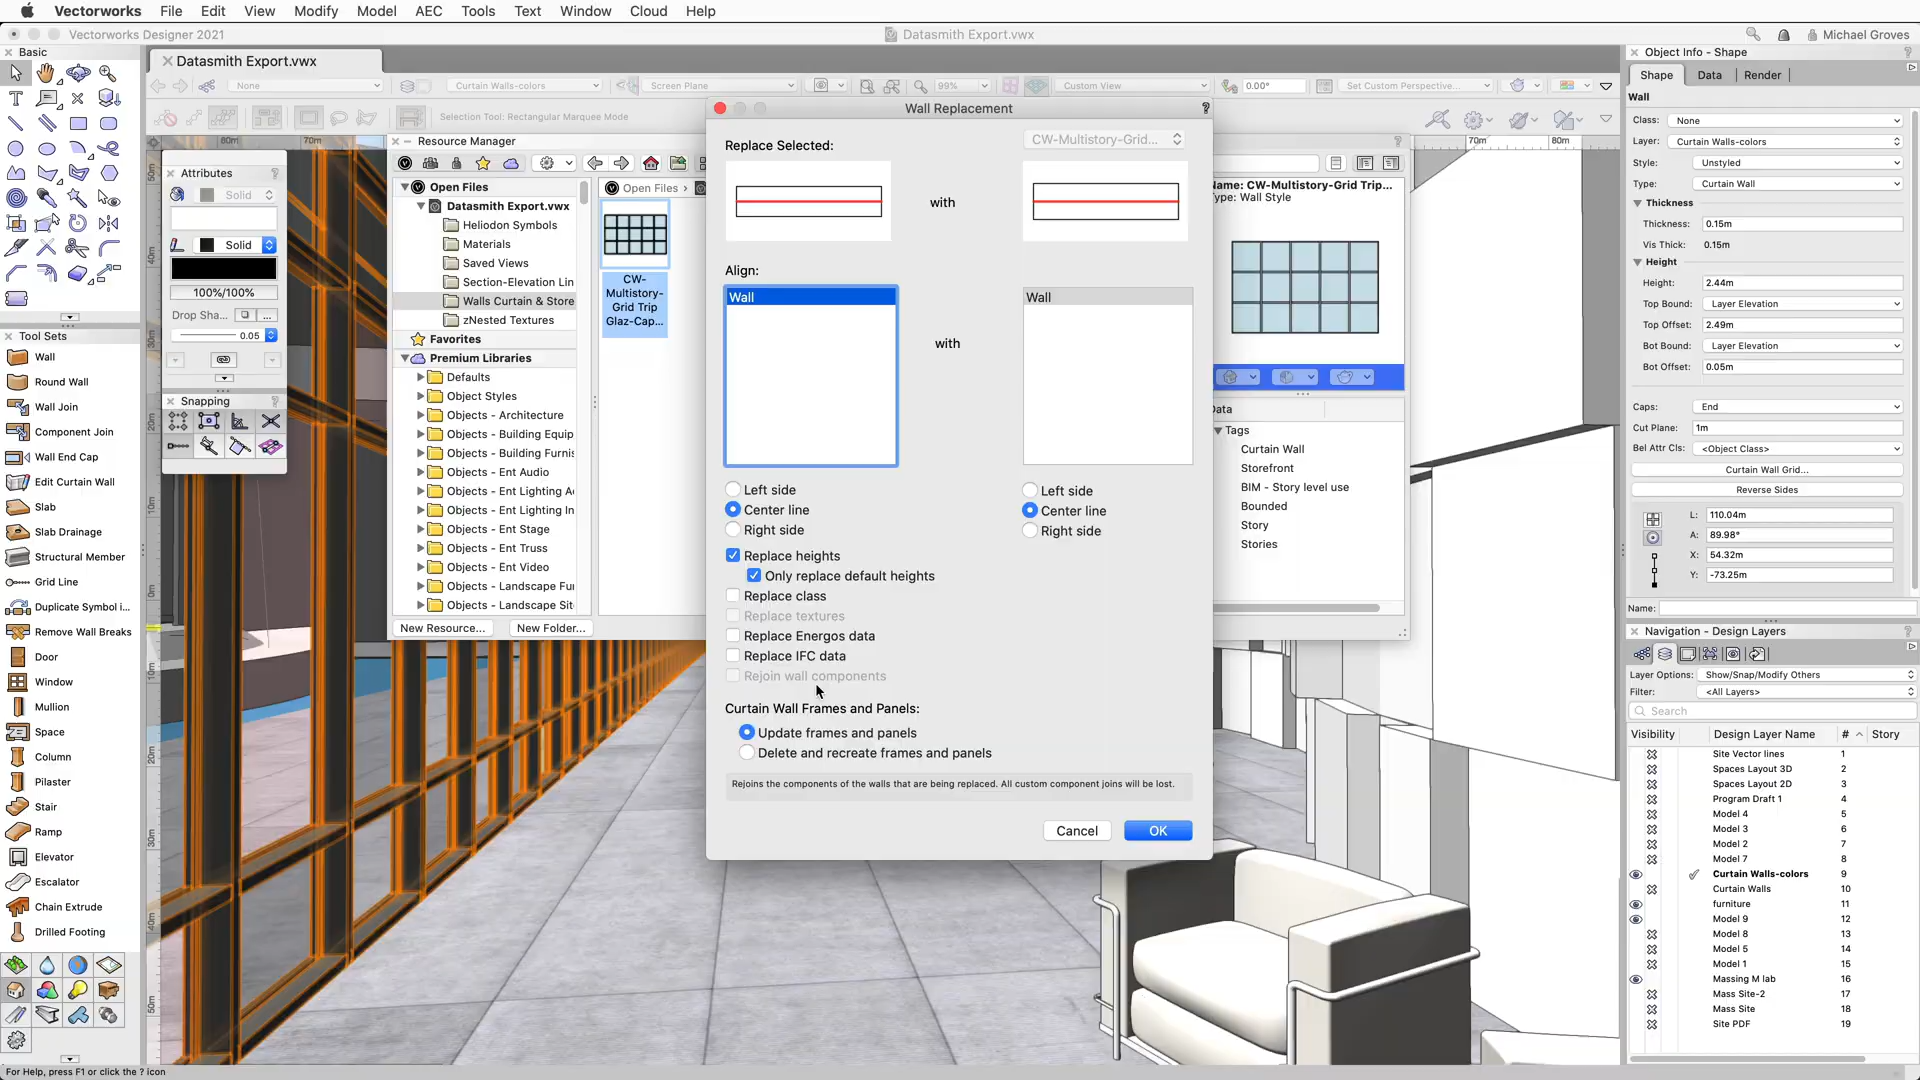 Vectorworks File Edit View Modify Model AEC Tools Text Window Cloud Help
Vectorworks Designer 2021
Datasmith Export.vwx
Michael Groves
Basic
Datasmith Export.vwx
None
Curtain Walls-colors
Screen Plane
99%
Custom View
0.00°
Set Custom Perspective...
Selection Tool: Rectangular Marquee Mode
Tool Sets
Wall
Round Wall
Wall Join
Component Join
Wall End Cap
Edit Curtain Wall
Slab
Slab Drainage
Structural Member
Grid Line
Duplicate Symbol i...
Remove Wall Breaks
Door
Window
Mullion
Space
Column
Pilaster
Stair
Ramp
Elevator
Escalator
Chain Extrude
Drilled Footing
For Help, press F1 or click the ? icon
80m
70m
70m
80m
50m
40m
30m
20m
10m
0m
10m
20m
30m
40m
50m
Attributes
Solid
Solid
100%/100%
Drop Sha...
...
0.05
Snapping
Resource Manager
Open Files
Datasmith Export.vwx
Heliodon Symbols
Materials
Saved Views
Section-Elevation Lin
Walls Curtain & Store
zNested Textures
Favorites
Premium Libraries
Defaults
Object Styles
Objects - Architecture
Objects - Building Equip
Objects - Building Furnis
Objects - Ent Audio
Objects - Ent Lighting Ac
Objects - Ent Lighting In
Objects - Ent Stage
Objects - Ent Truss
Objects - Ent Video
Objects - Landscape Fu
Objects - Landscape Sit
New Resource...
New Folder...
Open Files
CW-
Multistory-
Grid Trip
Glaz-Cap...
Wall Replacement
?
Replace Selected:
CW-Multistory-Grid...
with
Align:
Wall
with
Wall
Left side
Center line
Right side
Left side
Center line
Right side
Replace heights
Only replace default heights
Replace class
Replace textures
Replace Energos data
Replace IFC data
Rejoin wall components
Curtain Wall Frames and Panels:
Update frames and panels
Delete and recreate frames and panels
Rejoins the components of the walls that are being replaced. All custom component joins will be lost.
Cancel
OK
Name: CW-Multistory-Grid Trip...
Type: Wall Style
Data
Tags
Curtain Wall
Storefront
BIM - Story level use
Bounded
Story
Stories
Object Info - Shape
Shape Data Render
Wall
Class: None
Layer: Curtain Walls-colors
Style: Unstyled
Type: Curtain Wall
Thickness
Thickness: 0.15m
Vis Thick: 0.15m
Height
Height: 2.44m
Top Bound: Layer Elevation
Top Offset: 2.49m
Bot Bound: Layer Elevation
Bot Offset: 0.05m
Caps: End
Cut Plane: 1m
Bel Attr Cls: <Object Class>
Curtain Wall Grid...
Reverse Sides
L: 110.04m
A: 89.98°
X: 54.32m
Y: -73.25m
Name:
Navigation - Design Layers
Layer Options: Show/Snap/Modify Others
Filter: <All Layers>
Search
Visibility Design Layer Name # Story
Site Vector lines 1
Spaces Layout 3D 2
Spaces Layout 2D 3
Program Draft 1 4
Model 4 5
Model 3 6
Model 2 7
Model 7 8
Curtain Walls-colors 9
Curtain Walls 10
furniture 11
Model 9 12
Model 8 13
Model 5 14
Model 1 15
Massing M lab 16
Mass Site-2 17
Mass Site 18
Site PDF 19